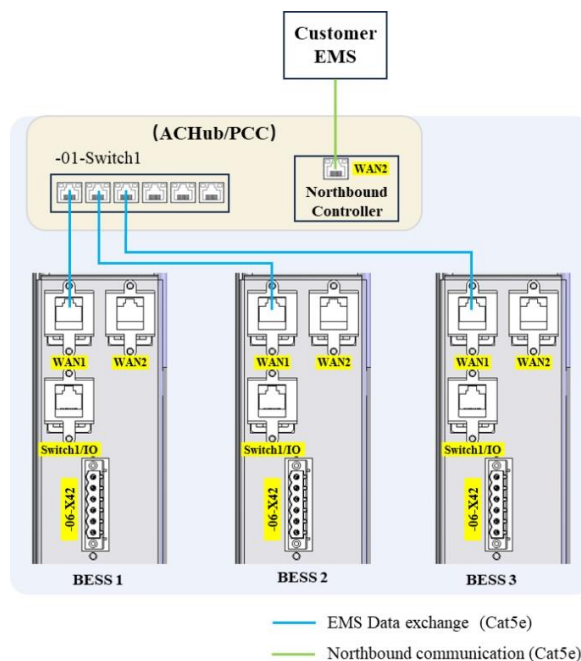 Customer
EMS
(ACHub/PCC)
-01-Switch1
WAN2
Northbound
Controller
WAN1
WAN2
Switch1/IO
-06-X42
BESS 1
WAN1
WAN2
Switch1/IO
-06-X42
BESS 2
WAN1
WAN2
Switch1/IO
-06-X42
BESS 3
EMS Data exchange (Cat5e)
Northbound communication (Cat5e)